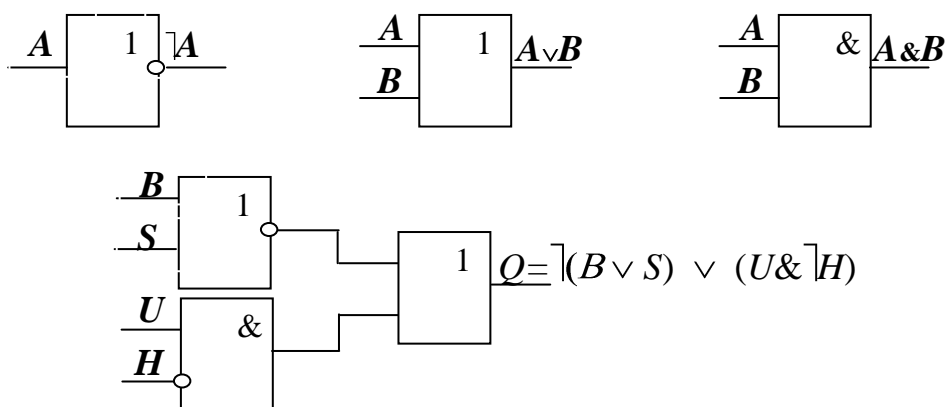 A 1 ⅂A
A 1 A∨B
B
A & A&B
B
B 1
S
U &
H
1 Q=⅂(B ∨ S) ∨ (U&⅂H)